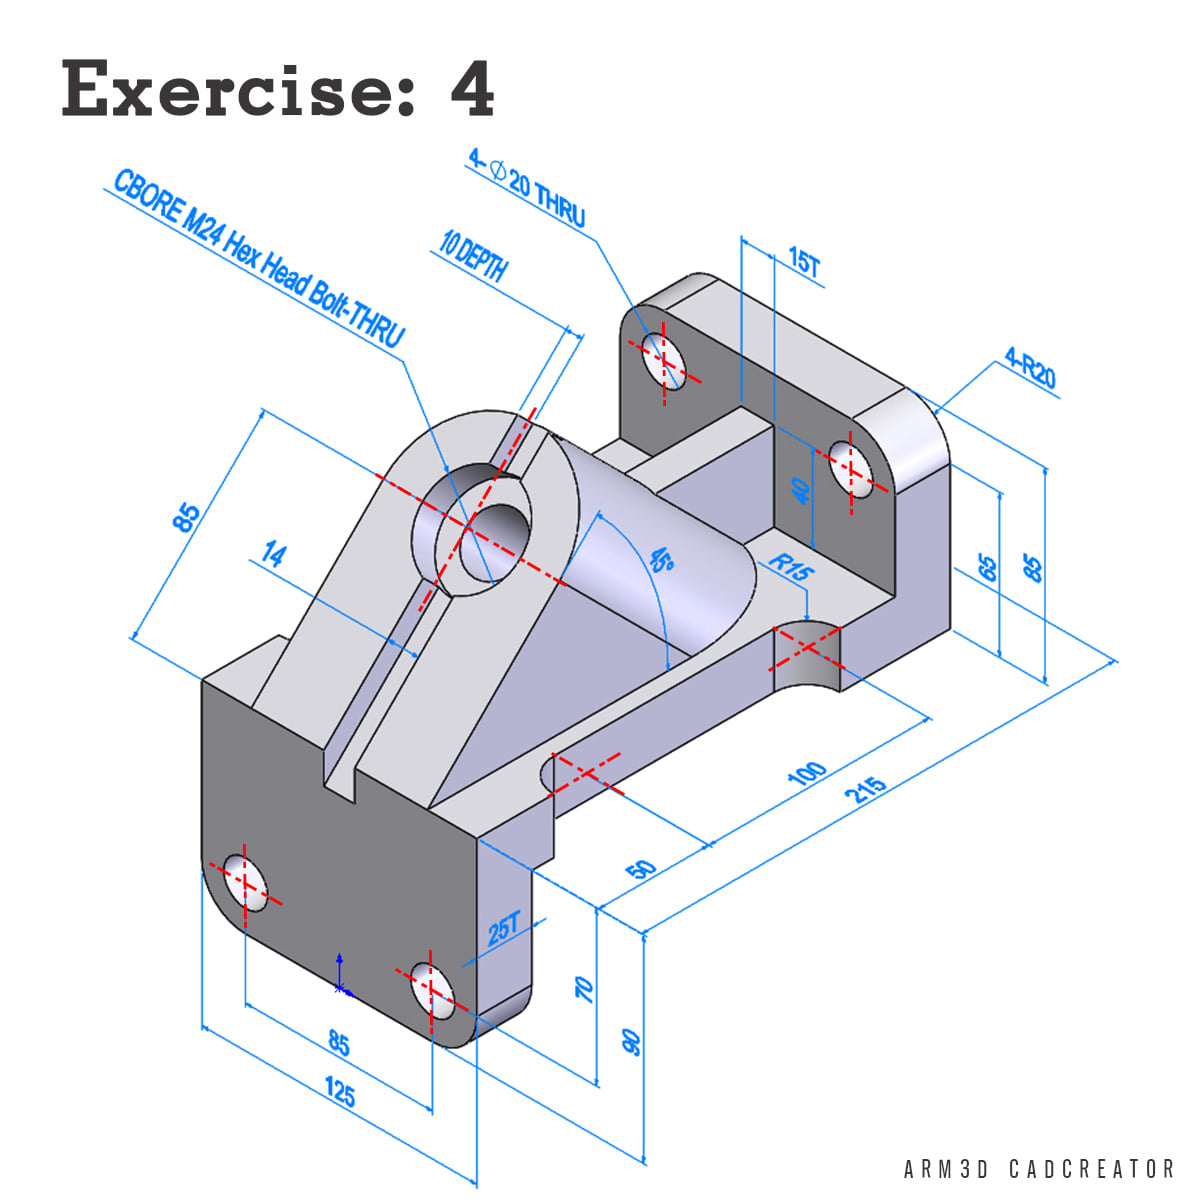 Exercise: 4
4-∅20 THRU
CBORE M24 Hex Head Bolt-THRU
10 DEPTH
15T
4-R20
85
14
40
45°
R15
65
85
100
215
50
25T
70
90
85
125
ARM3D CADCREATOR